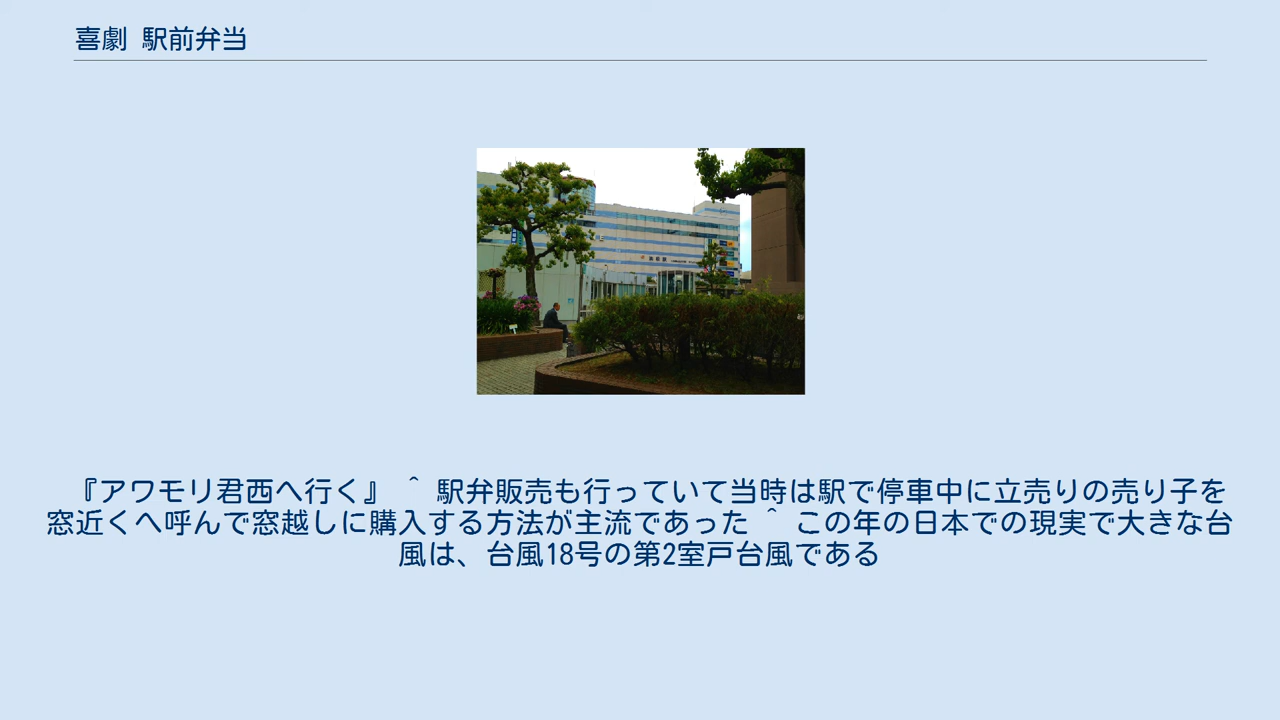 喜劇 駅前弁当
『アワモリ君西へ行く』 ^ 駅弁販売も行っていて当時は駅で停車中に立売りの売り子を
窓近くへ呼んで窓越しに購入する方法が主流であった ^ この年の日本での現実で大きな台
風は、台風18号の第2室戸台風である